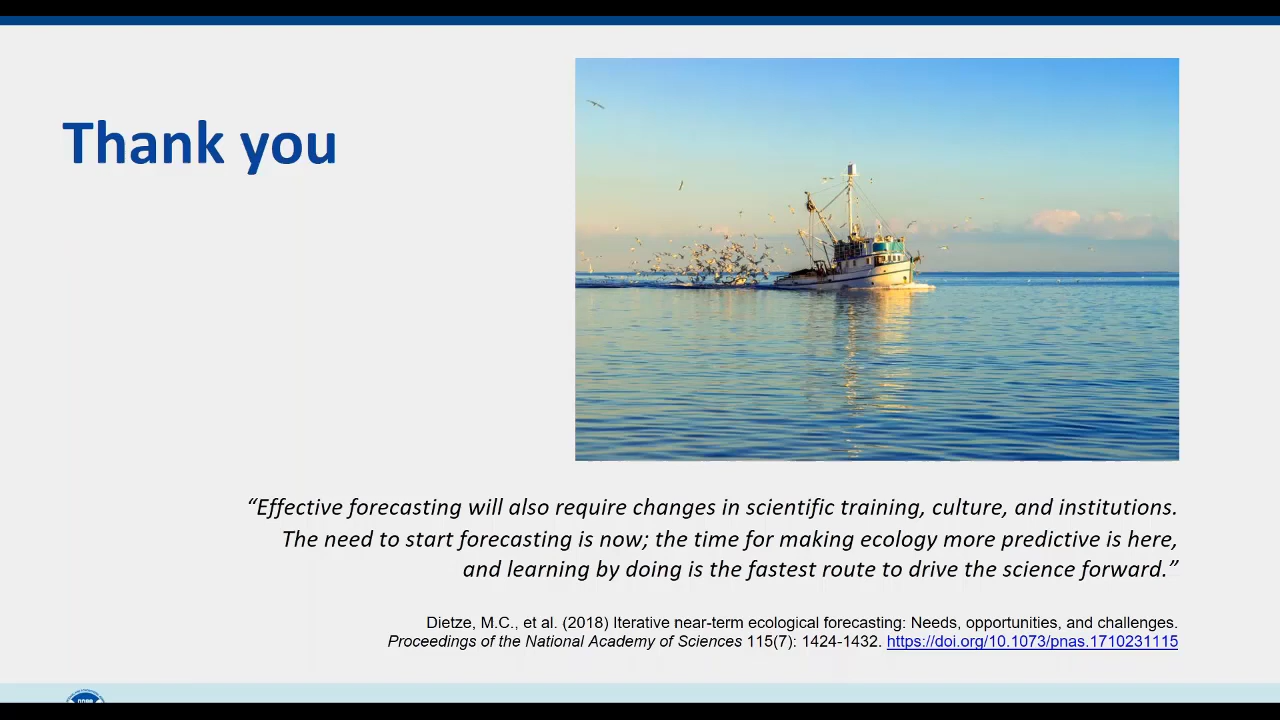 Thank you
“Effective forecasting will also require changes in scientific training, culture, and institutions.
The need to start forecasting is now; the time for making ecology more predictive is here,
and learning by doing is the fastest route to drive the science forward.”
Dietze, M.C., et al. (2018) Iterative near-term ecological forecasting: Needs, opportunities, and challenges.
Proceedings of the National Academy of Sciences 115(7): 1424-1432. https://doi.org/10.1073/pnas.1710231115